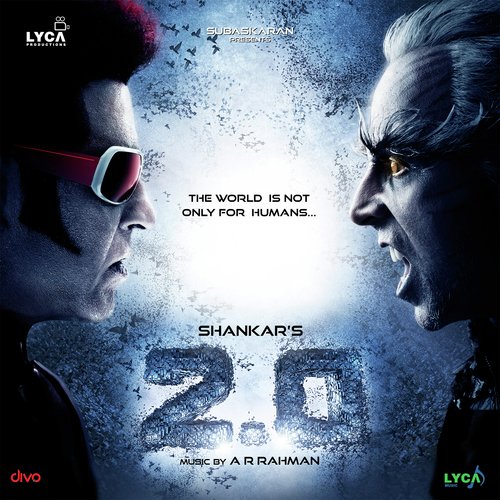 LYCA
PRODUCTIONS
SUBASKARAN
PRESENTS
THE WORLD IS NOT
ONLY FOR HUMANS...
SHANKAR'S
2.0
MUSIC BY A R RAHMAN
divo
LYCA
MUSIC